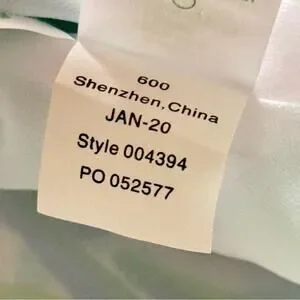 600
Shenzhen, China
JAN-20
Style 004394
PO 052577